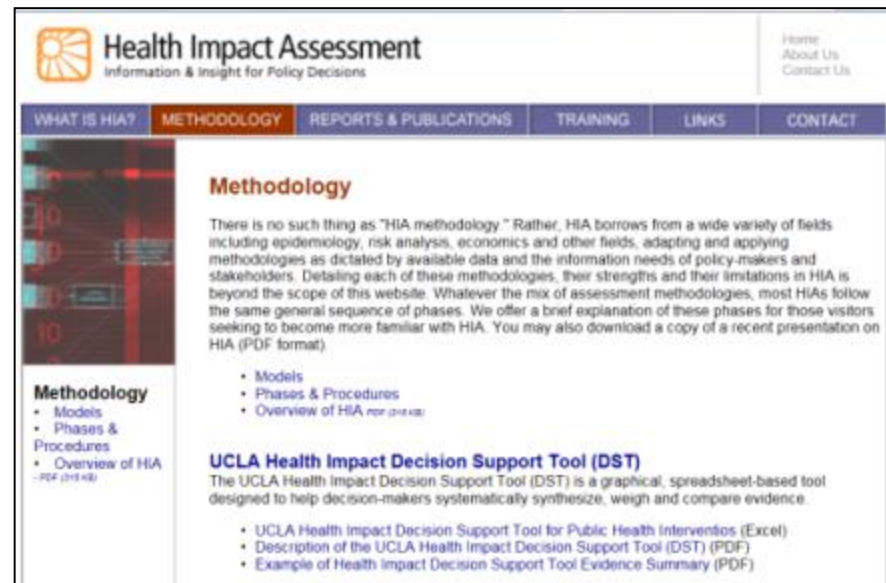 Health Impact Assessment
Information & Insight for Policy Decisions
Home
About Us
Contact Us
WHAT IS HIA? METHODOLOGY REPORTS & PUBLICATIONS TRAINING LINKS CONTACT
Methodology
There is no such thing as "HIA methodology." Rather, HIA borrows from a wide variety of fields
including epidemiology, risk analysis, economics and other fields, adapting and applying
methodologies as dictated by available data and the information needs of policy-makers and
stakeholders. Detailing each of these methodologies, their strengths and their limitations in HIA is
beyond the scope of this website. Whatever the mix of assessment methodologies, most HIAs follow
the same general sequence of phases. We offer a brief explanation of these phases for those visitors
seeking to become more familiar with HIA. You may also download a copy of a recent presentation on
HIA (PDF format)
• Models
• Phases & Procedures
• Overview of HIA PDF (318 KB)
10
Methodology
• Models
• Phases &
Procedures
• Overview of HIA
- PDF (318 KB)
UCLA Health Impact Decision Support Tool (DST)
The UCLA Health Impact Decision Support Tool (DST) is a graphical, spreadsheet-based tool
designed to help decision-makers systematically synthesize, weigh and compare evidence.
• UCLA Health Impact Decision Support Tool for Public Health Interventios (Excel)
• Description of the UCLA Health Impact Decision Support Tool (DST) (PDF)
• Example of Health Impact Decision Support Tool Evidence Summary (PDF)